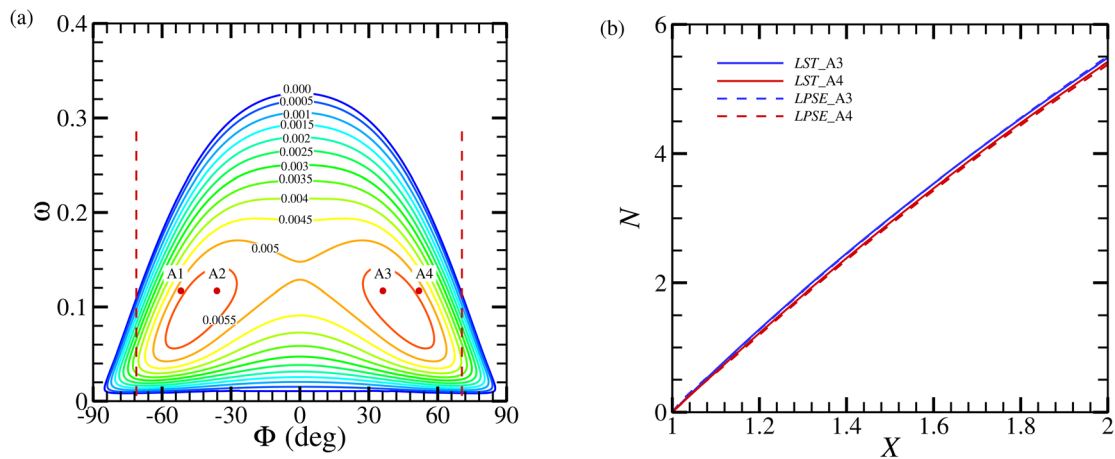 (a)
0.4
0.3
0.2
0.1
0
ω
0.000
0.0005
0.001
0.0015
0.002
0.0025
0.003
0.0035
0.004
0.0045
0.005
0.0055
A1
A2
A3
A4
-90 -60 -30 0 30 60 90
Φ (deg)
(b)
6
4
2
0
N
LST_A3
LST_A4
LPSE_A3
LPSE_A4
1 1.2 1.4 1.6 1.8 2
X